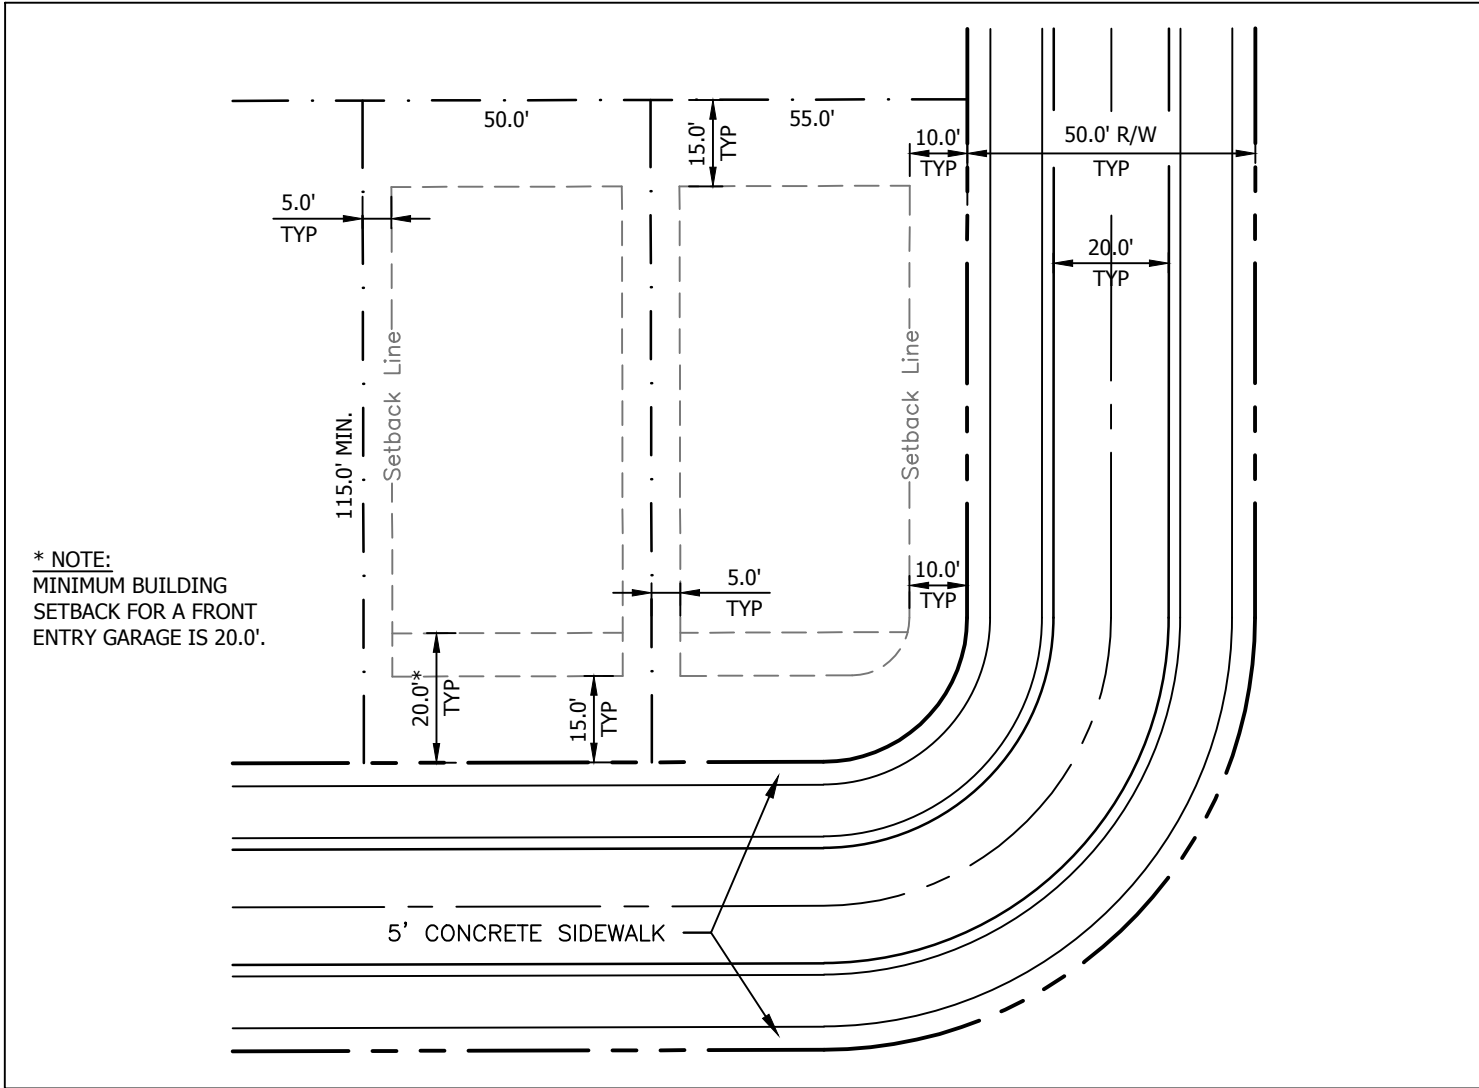 50.0'
55.0'
15.0'
TYP
10.0'
TYP
50.0' R/W
TYP
5.0'
TYP
20.0'
TYP
Setback Line
Setback Line
115.0' MIN.
* NOTE:
MINIMUM BUILDING
SETBACK FOR A FRONT
ENTRY GARAGE IS 20.0'.
5.0'
TYP
10.0'
TYP
20.0'*
TYP
15.0'
TYP
5' CONCRETE SIDEWALK